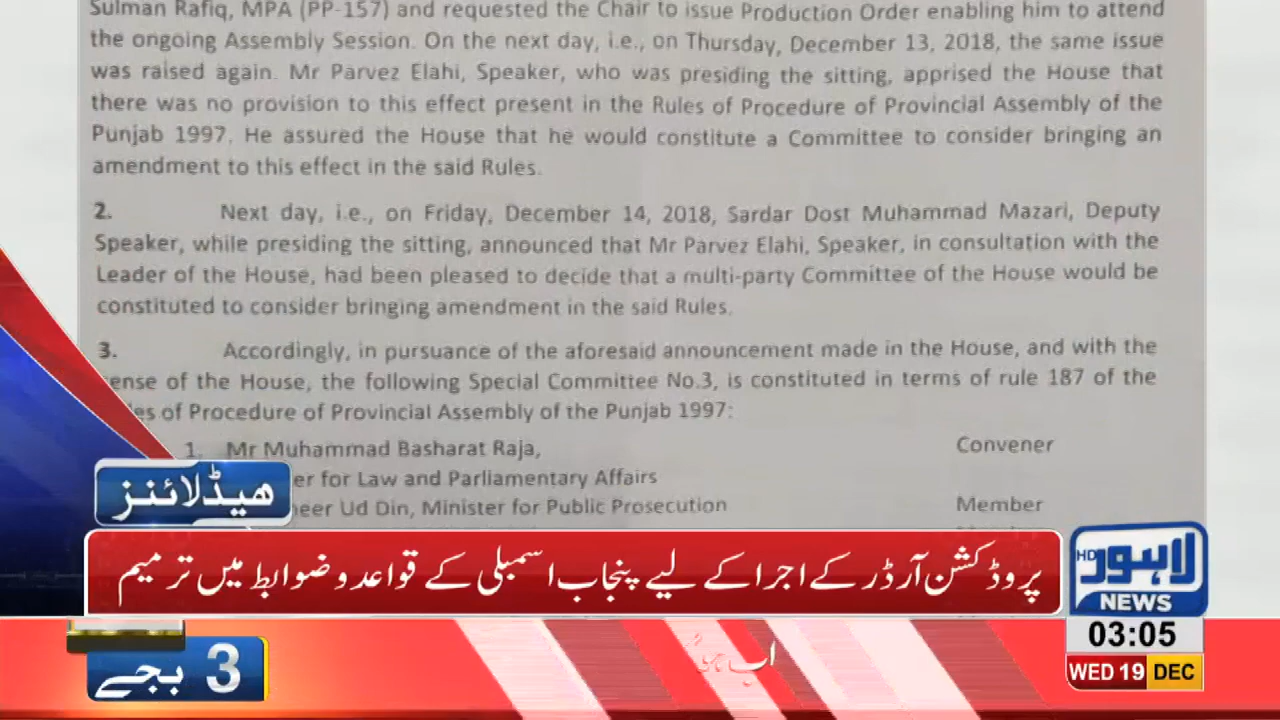 Sulman Rafiq, MPA (PP-157) and requested the Chair to issue Production Order enabling him to attend
the ongoing Assembly Session. On the next day, i.e., on Thursday, December 13, 2018, the same issue
was raised again. Mr Parvez Elahi, Speaker, who was presiding the sitting, apprised the House that
there was no provision to this effect present in the Rules of Procedure of Provincial Assembly of the
Punjab 1997. He assured the House that he would constitute a Committee to consider bringing an
amendment to this effect in the said Rules.
2. Next day, i.e., on Friday, December 14, 2018, Sardar Dost Muhammad Mazari, Deputy
Speaker, while presiding the sitting, announced that Mr Parvez Elahi, Speaker, in consultation with the
Leader of the House, had been pleased to decide that a multi-party Committee of the House would be
constituted to consider bringing amendment in the said Rules.
3. Accordingly, in pursuance of the aforesaid announcement made in the House, and with the
ense of the House, the following Special Committee No.3, is constituted in terms of rule 187 of the
les of Procedure of Provincial Assembly of the Punjab 1997:
1. Mr Muhammad Basharat Raja, Convener
er for Law and Parliamentary Affairs
eer Ud Din, Minister for Public Prosecution Member
ہیڈلائنز
پروڈکشن آرڈر کے اجرا کے لیے پنجاب اسمبلی کے قواعد و ضوابط میں ترمیم
لاہور HD
NEWS
03:05
WED 19 DEC
3 بجے